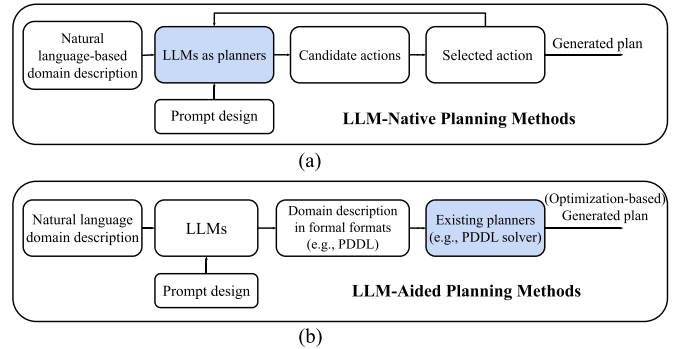 Natural
language-based
domain description
LLMs as planners
Candidate actions
Selected action
Generated plan
Prompt design
LLM-Native Planning Methods
(a)
Natural language
domain description
LLMs
Domain description
in formal formats
(e.g., PDDL)
Existing planners
(e.g., PDDL solver)
(Optimization-based)
Generated plan
Prompt design
LLM-Aided Planning Methods
(b)